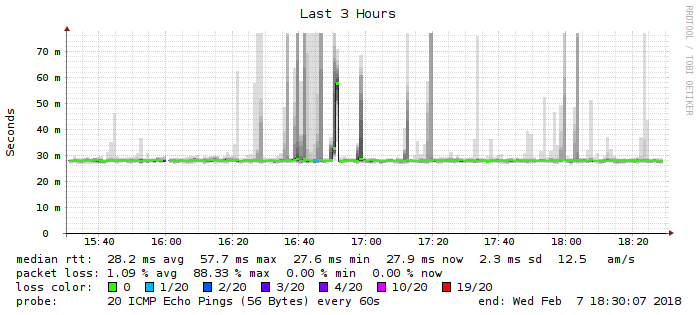 Last 3 Hours
RRDTOOL / TOBI OETIKER
Seconds
70 m
60 m
50 m
40 m
30 m
20 m
10 m
0
15:40 16:00 16:20 16:40 17:00 17:20 17:40 18:00 18:20
median rtt: 28.2 ms avg 57.7 ms max 27.6 ms min 27.9 ms now 2.3 ms sd 12.5 am/s
packet loss: 1.09 % avg 88.33 % max 0.00 % min 0.00 % now
loss color: 0 1/20 2/20 3/20 4/20 10/20 19/20
probe: 20 ICMP Echo Pings (56 Bytes) every 60s end: Wed Feb 7 18:30:07 2018